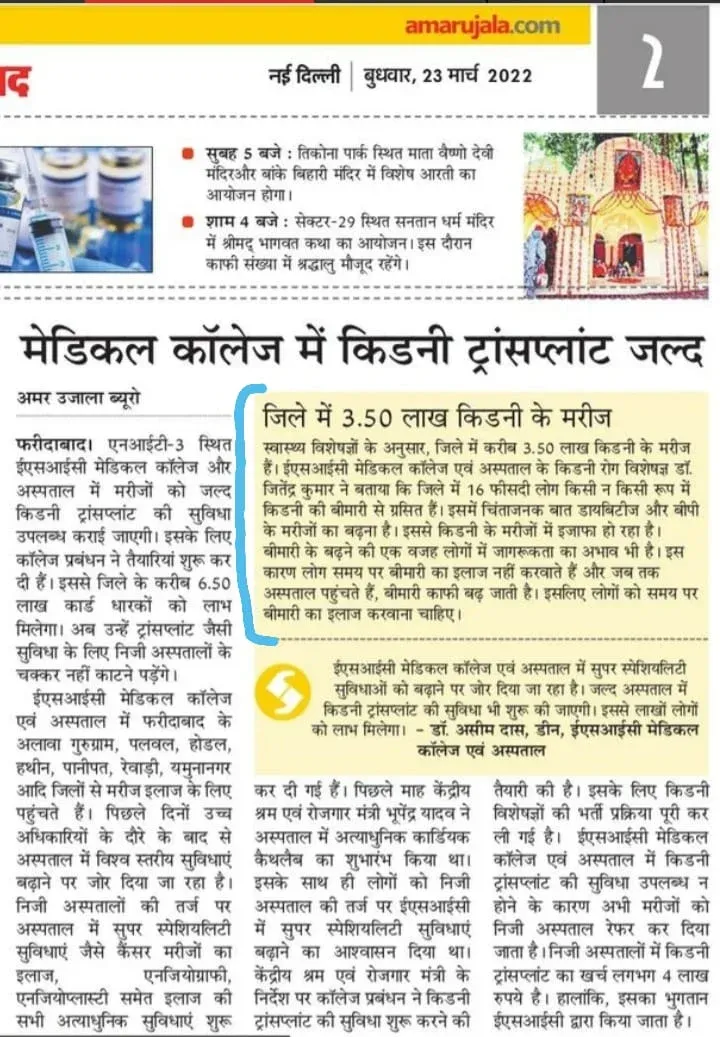 amarujala.com
नई दिल्ली | बुधवार, 23 मार्च 2022
2
सुबह 5 बजे : तिकोना पार्क स्थित माता वैष्णो देवी
मंदिरऔर बांके बिहारी मंदिर में विशेष आरती का
आयोजन होगा।
शाम 4 बजे : सेक्टर-29 स्थित सनातन धर्म मंदिर
में श्रीमद् भागवत कथा का आयोजन। इस दौरान
काफी संख्या में श्रद्धालु मौजूद रहेंगे।
मेडिकल कॉलेज में किडनी ट्रांसप्लांट जल्द
अमर उजाला ब्यूरो
फरीदाबाद। एनआईटी-3 स्थित
ईएसआईसी मेडिकल कॉलेज और
अस्पताल में मरीजों को जल्द
किडनी ट्रांसप्लांट की सुविधा
उपलब्ध कराई जाएगी। इसके लिए
कॉलेज प्रबंधन ने तैयारियां शुरू कर
दी हैं। इससे जिले के करीब 6.50
लाख कार्ड धारकों को लाभ
मिलेगा। अब उन्हें ट्रांसप्लांट जैसी
सुविधा के लिए निजी अस्पतालों के
चक्कर नहीं काटने पड़ेंगे।
ईएसआईसी मेडिकल कॉलेज
एवं अस्पताल में फरीदाबाद के
अलावा गुरुग्राम, पलवल, होडल,
हथीन, पानीपत, रेवाड़ी, यमुनानगर
आदि जिलों से मरीज इलाज के लिए
पहुंचते हैं। पिछले दिनों उच्च
अधिकारियों के दौरे के बाद से
अस्पताल में विश्व स्तरीय सुविधाएं
बढ़ाने पर जोर दिया जा रहा है।
निजी अस्पतालों की तर्ज पर
अस्पताल में सुपर स्पेशियलिटी
सुविधाएं जैसे कैंसर मरीजों का
इलाज, एनजियोग्राफी,
एनजियोप्लास्टी समेत इलाज की
सभी अत्याधुनिक सुविधाएं शुरू
जिले में 3.50 लाख किडनी के मरीज
स्वास्थ्य विशेषज्ञों के अनुसार, जिले में करीब 3.50 लाख किडनी के मरीज
हैं। ईएसआईसी मेडिकल कॉलेज एवं अस्पताल के किडनी रोग विशेषज्ञ डॉ.
जितेंद्र कुमार ने बताया कि जिले में 16 फीसदी लोग किसी न किसी रूप में
किडनी की बीमारी से ग्रसित हैं। इसमें चिंताजनक बात डायबिटीज और बीपी
के मरीजों का बढ़ना है। इससे किडनी के मरीजों में इजाफा हो रहा है।
बीमारी के बढ़ने की एक वजह लोगों में जागरूकता का अभाव भी है। इस
कारण लोग समय पर बीमारी का इलाज नहीं करवाते हैं और जब तक
अस्पताल पहुंचते हैं, बीमारी काफी बढ़ जाती है। इसलिए लोगों को समय पर
बीमारी का इलाज करवाना चाहिए।
ईएसआईसी मेडिकल कॉलेज एवं अस्पताल में सुपर स्पेशियलिटी
सुविधाओं को बढ़ाने पर जोर दिया जा रहा है। जल्द अस्पताल में
किडनी ट्रांसप्लांट की सुविधा भी शुरू की जाएगी। इससे लाखों लोगों
को लाभ मिलेगा। - डॉ. असीम दास, डीन, ईएसआईसी मेडिकल
कॉलेज एवं अस्पताल
कर दी गई हैं। पिछले माह केंद्रीय
श्रम एवं रोजगार मंत्री भूपेंद्र यादव ने
अस्पताल में अत्याधुनिक कार्डियक
कैथलैब का शुभारंभ किया था।
इसके साथ ही लोगों को निजी
अस्पताल की तर्ज पर ईएसआईसी
में सुपर स्पेशियलिटी सुविधाएं
बढ़ाने का आश्वासन दिया था।
केंद्रीय श्रम एवं रोजगार मंत्री के
निर्देश पर कॉलेज प्रबंधन ने किडनी
ट्रांसप्लांट की सुविधा शुरू करने की
तैयारी की है। इसके लिए किडनी
विशेषज्ञों की भर्ती प्रक्रिया पूरी कर
ली गई है। ईएसआईसी मेडिकल
कॉलेज एवं अस्पताल में किडनी
ट्रांसप्लांट की सुविधा उपलब्ध न
होने के कारण अभी मरीजों को
निजी अस्पताल रेफर कर दिया
जाता है। निजी अस्पतालों में किडनी
ट्रांसप्लांट का खर्च लगभग 4 लाख
रुपये है। हालांकि, इसका भुगतान
ईएसआईसी द्वारा किया जाता है।